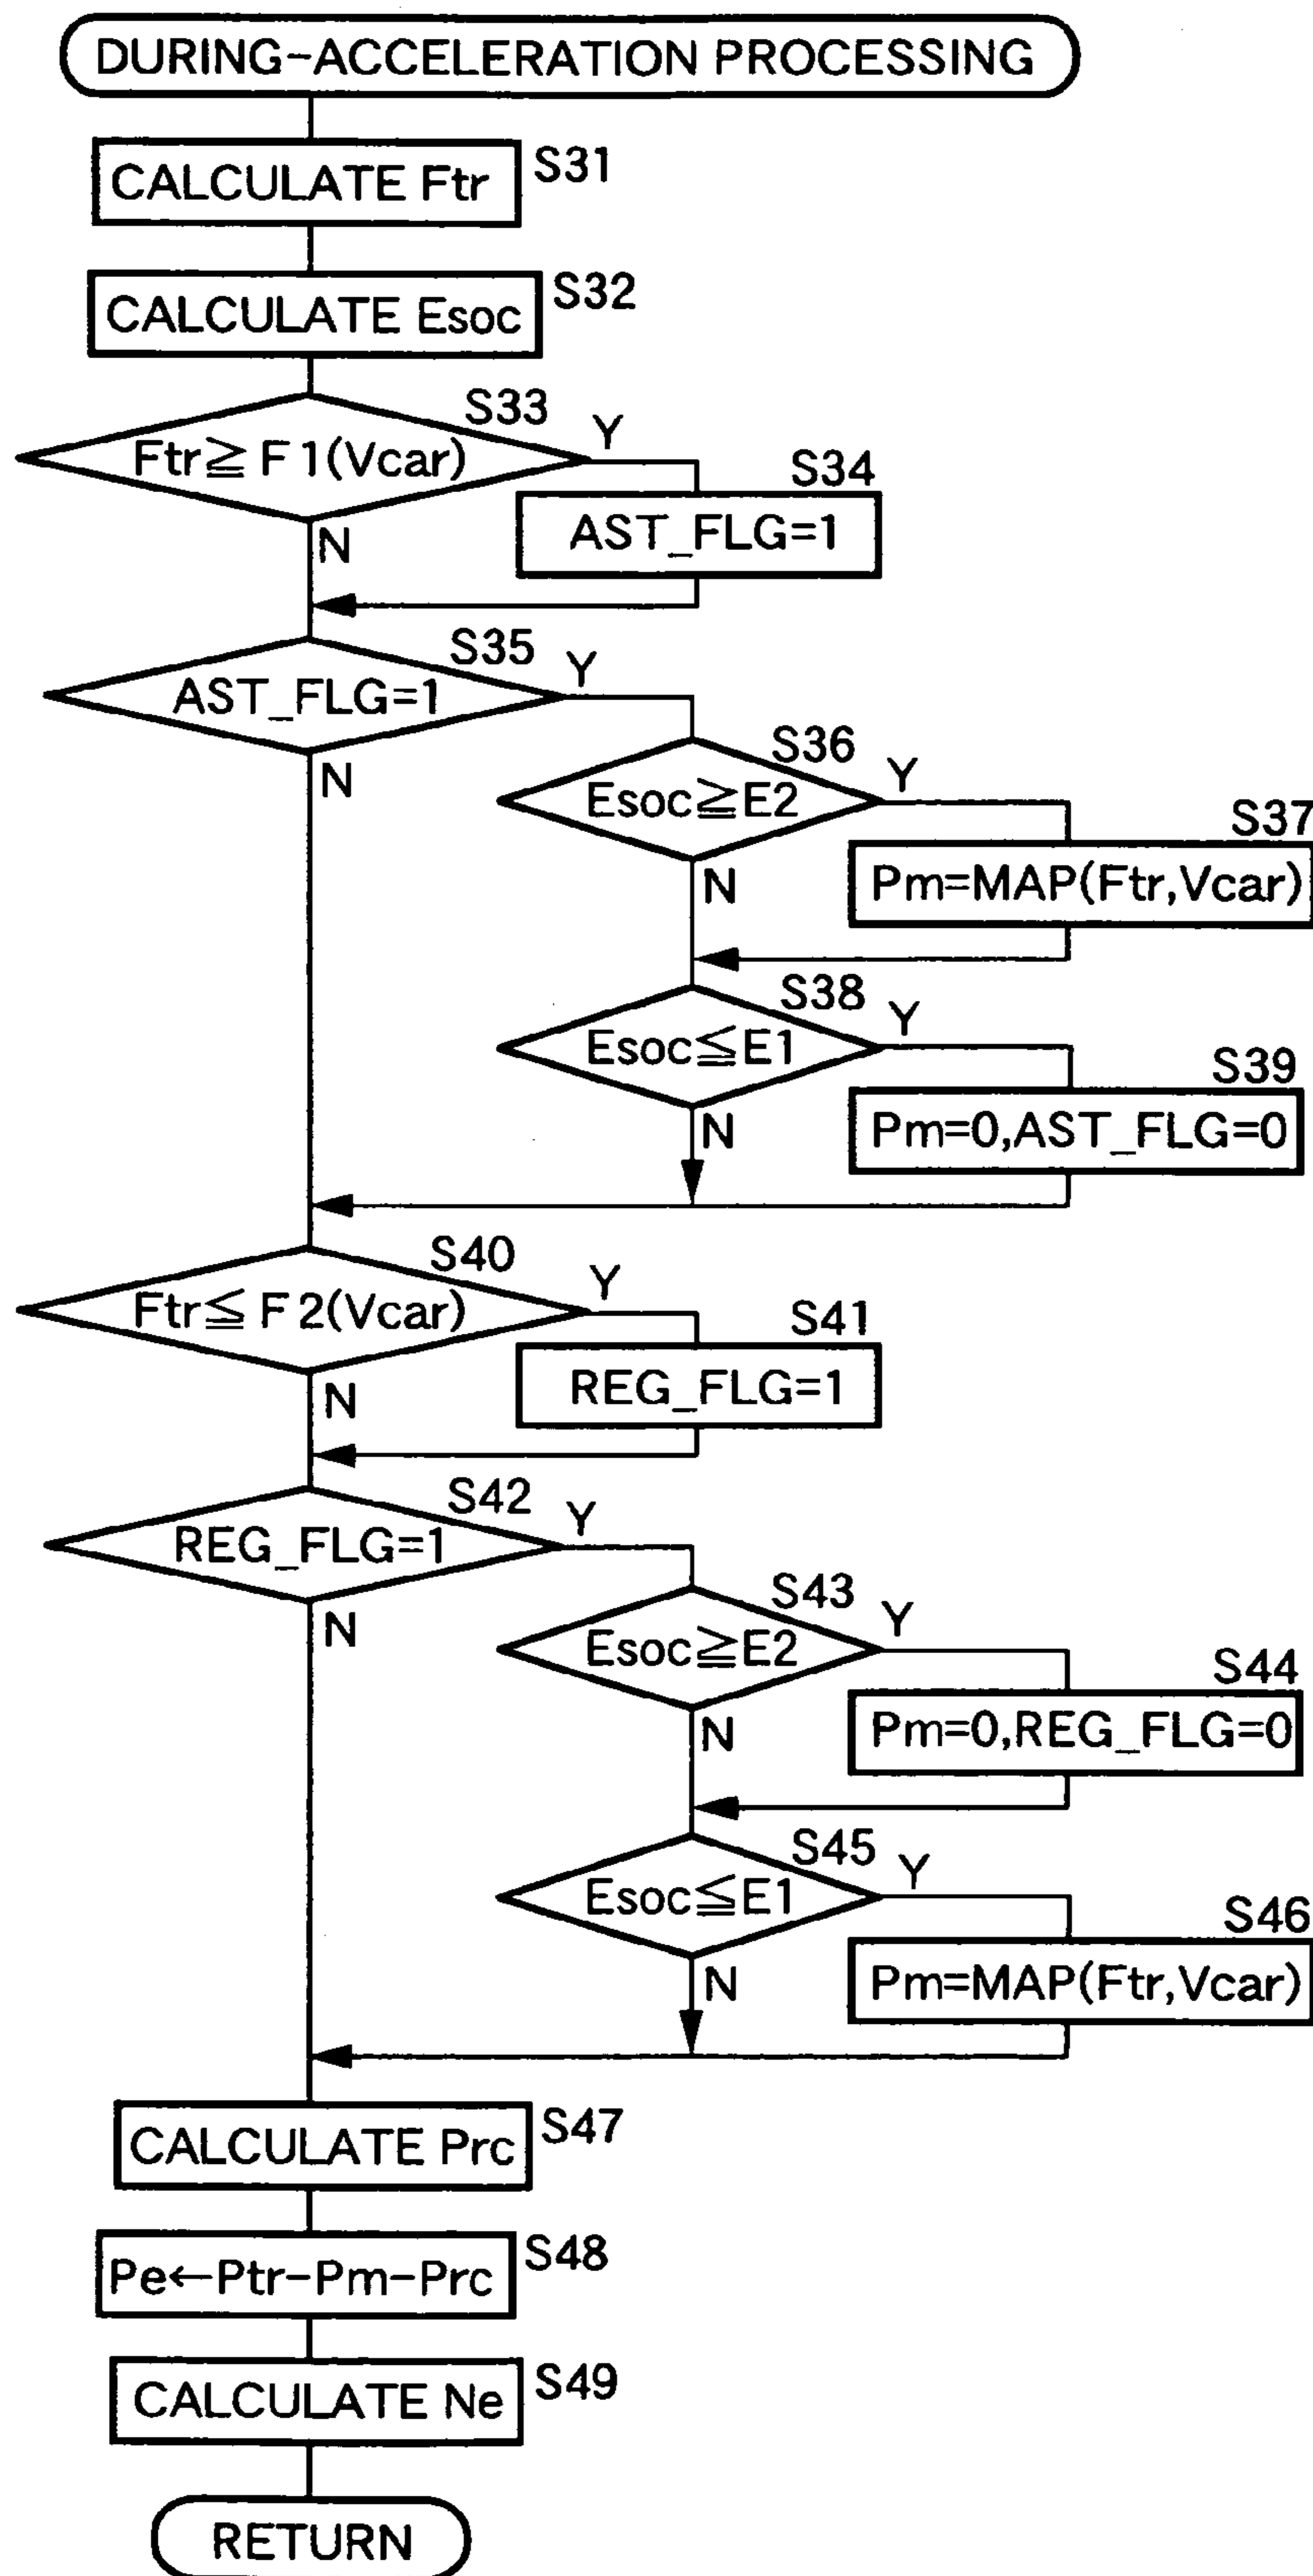 DURING-ACCELERATION PROCESSING
CALCULATE Ftr
S31
CALCULATE Esoc
S32
S33
Ftr≧F1(Vcar)
Y
N
S34
AST_FLG=1
S35
AST_FLG=1
Y
N
S36
Esoc≧E2
Y
N
S37
Pm=MAP(Ftr,Vcar)
S38
Esoc≦E1
Y
N
S39
Pm=0,AST_FLG=0
S40
Ftr≦F2(Vcar)
Y
N
S41
REG_FLG=1
S42
REG_FLG=1
Y
N
S43
Esoc≧E2
Y
N
S44
Pm=0,REG_FLG=0
S45
Esoc≦E1
Y
N
S46
Pm=MAP(Ftr,Vcar)
CALCULATE Prc
S47
Pe←Ptr-Pm-Prc
S48
CALCULATE Ne
S49
RETURN